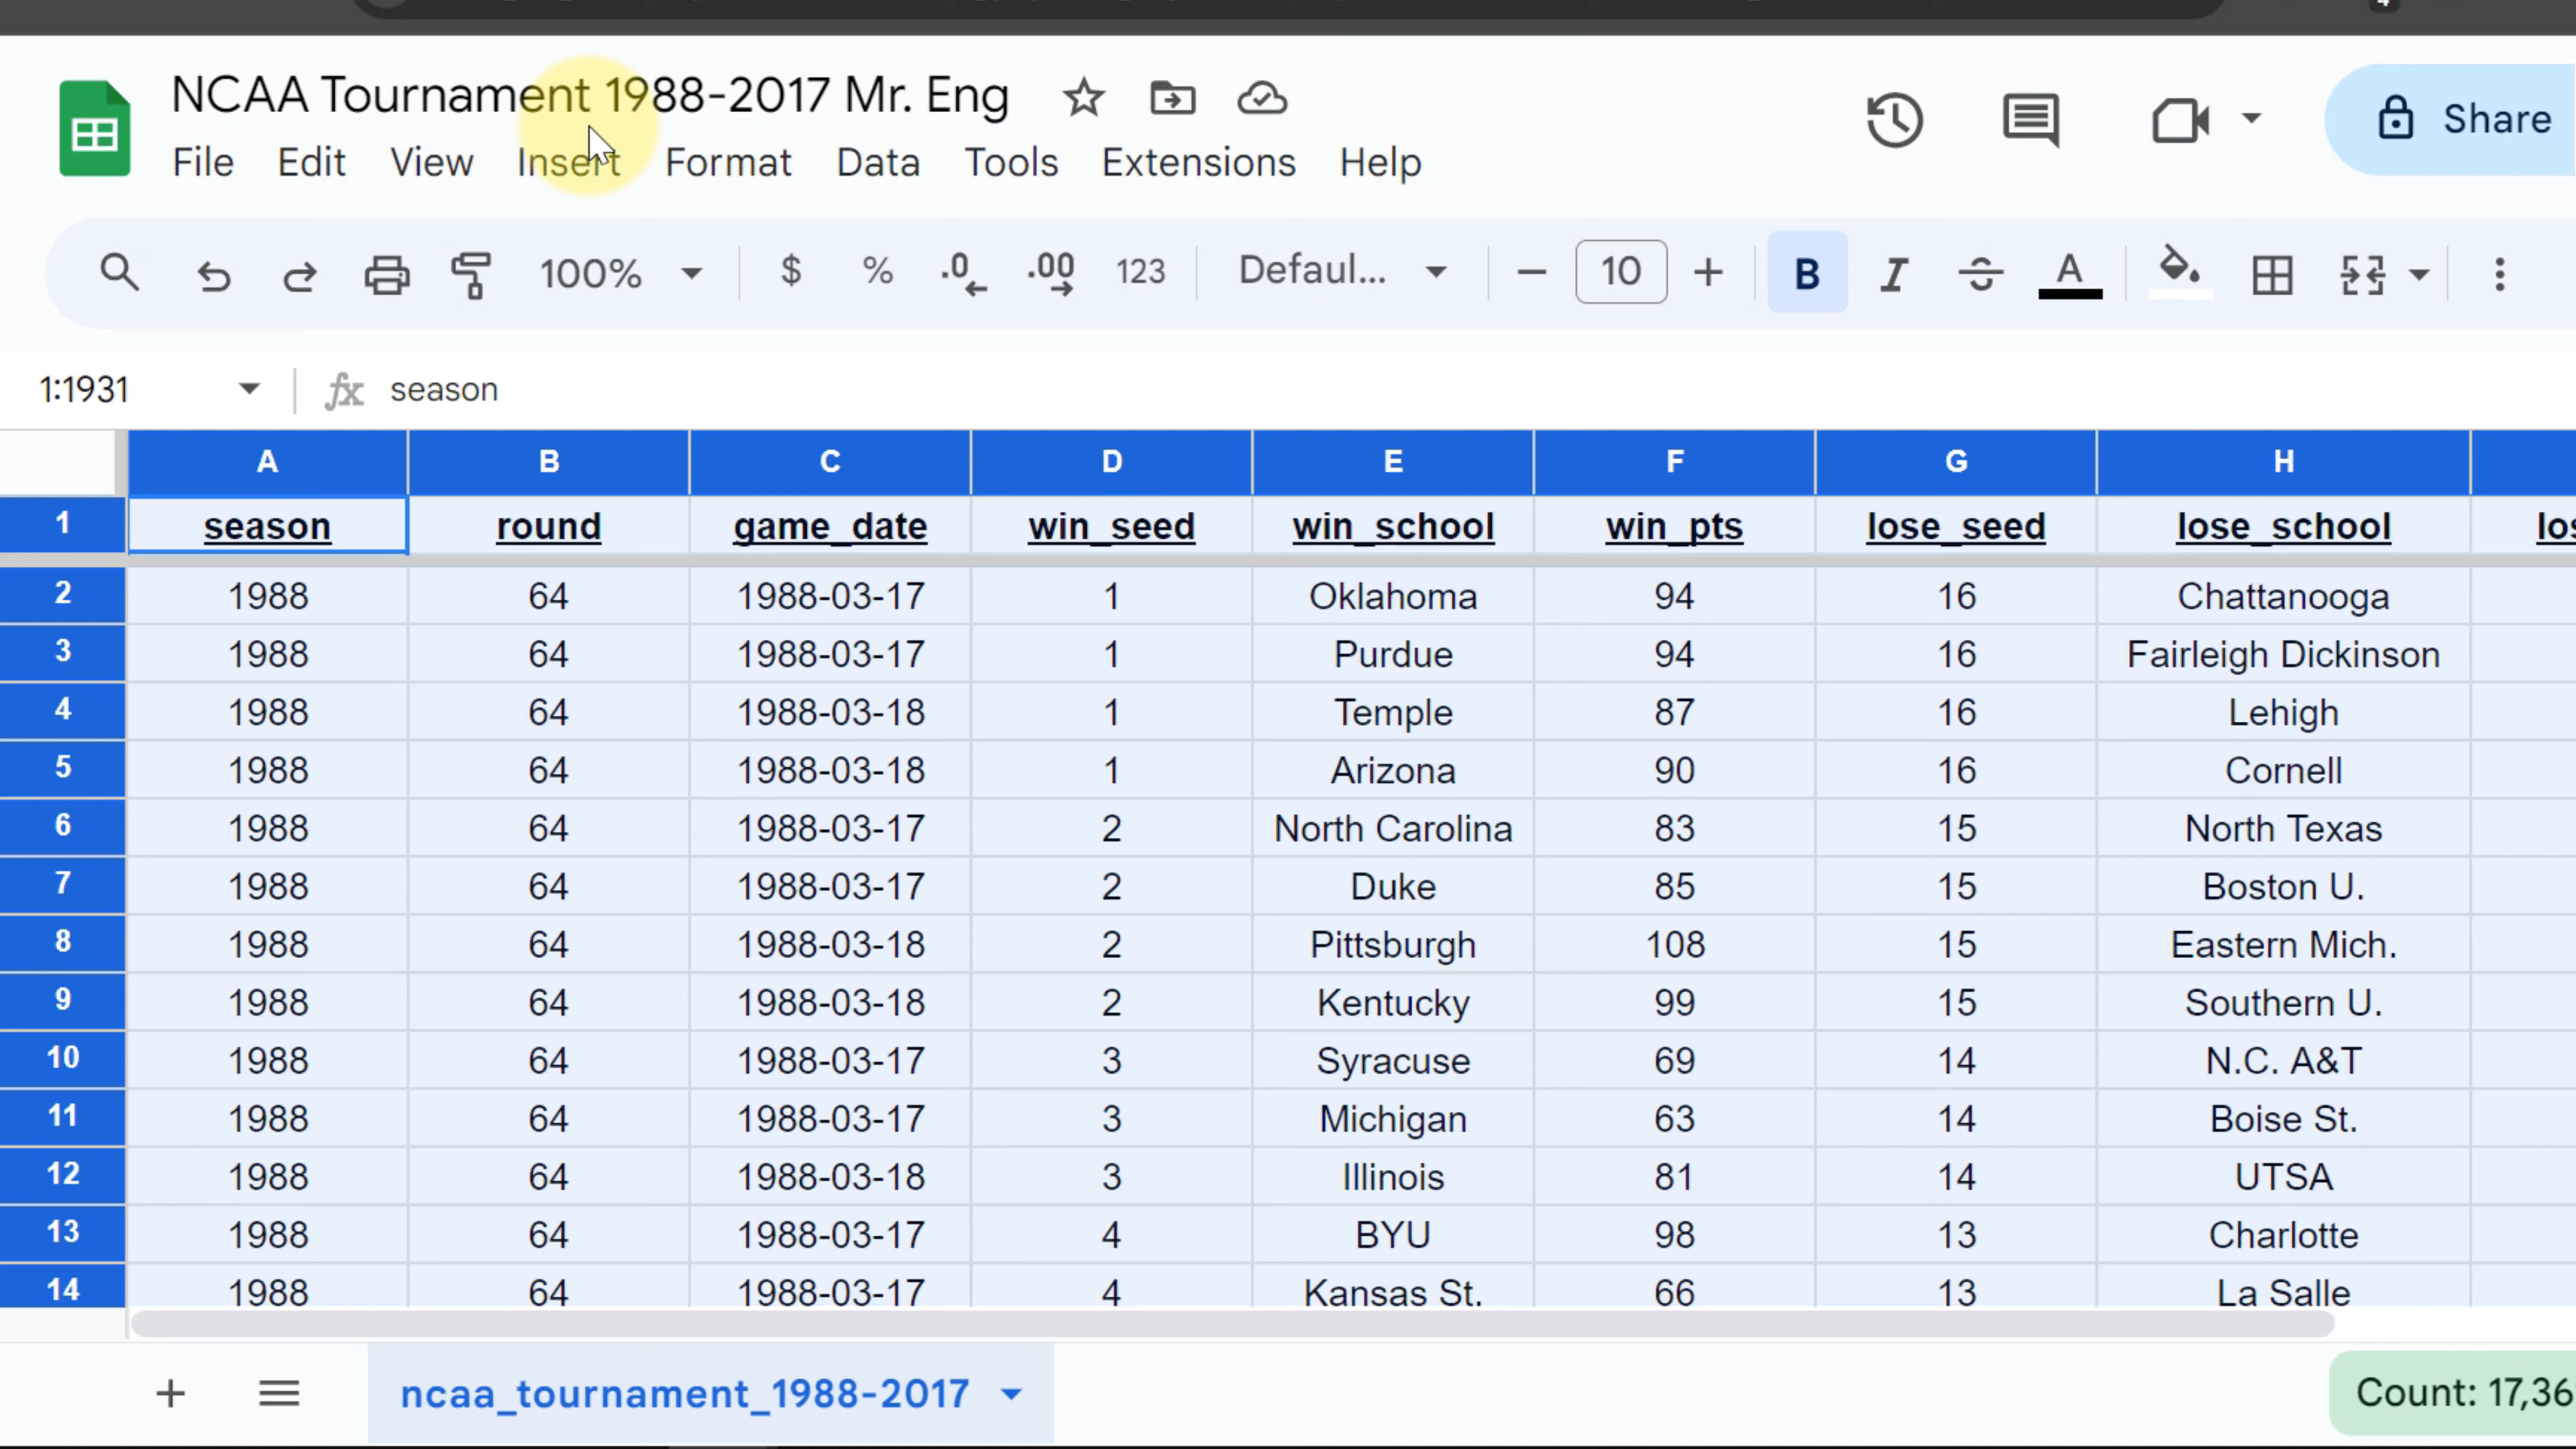 NCAA Tournament 1988-2017 Mr. Eng
File Edit View Insert Format Data Tools Extensions Help
Share
100% $ % .0 .00 123 Defaul... 10 B I A
1:1931 fx season
A B C D E F G H
1 season round game_date win_seed win_school win_pts lose_seed lose_school los
2 1988 64 1988-03-17 1 Oklahoma 94 16 Chattanooga
3 1988 64 1988-03-17 1 Purdue 94 16 Fairleigh Dickinson
4 1988 64 1988-03-18 1 Temple 87 16 Lehigh
5 1988 64 1988-03-18 1 Arizona 90 16 Cornell
6 1988 64 1988-03-17 2 North Carolina 83 15 North Texas
7 1988 64 1988-03-17 2 Duke 85 15 Boston U.
8 1988 64 1988-03-18 2 Pittsburgh 108 15 Eastern Mich.
9 1988 64 1988-03-18 2 Kentucky 99 15 Southern U.
10 1988 64 1988-03-17 3 Syracuse 69 14 N.C. A&T
11 1988 64 1988-03-17 3 Michigan 63 14 Boise St.
12 1988 64 1988-03-18 3 Illinois 81 14 UTSA
13 1988 64 1988-03-17 4 BYU 98 13 Charlotte
14 1988 64 1988-03-17 4 Kansas St. 66 13 La Salle
+ ncaa_tournament_1988-2017 Count: 17,36